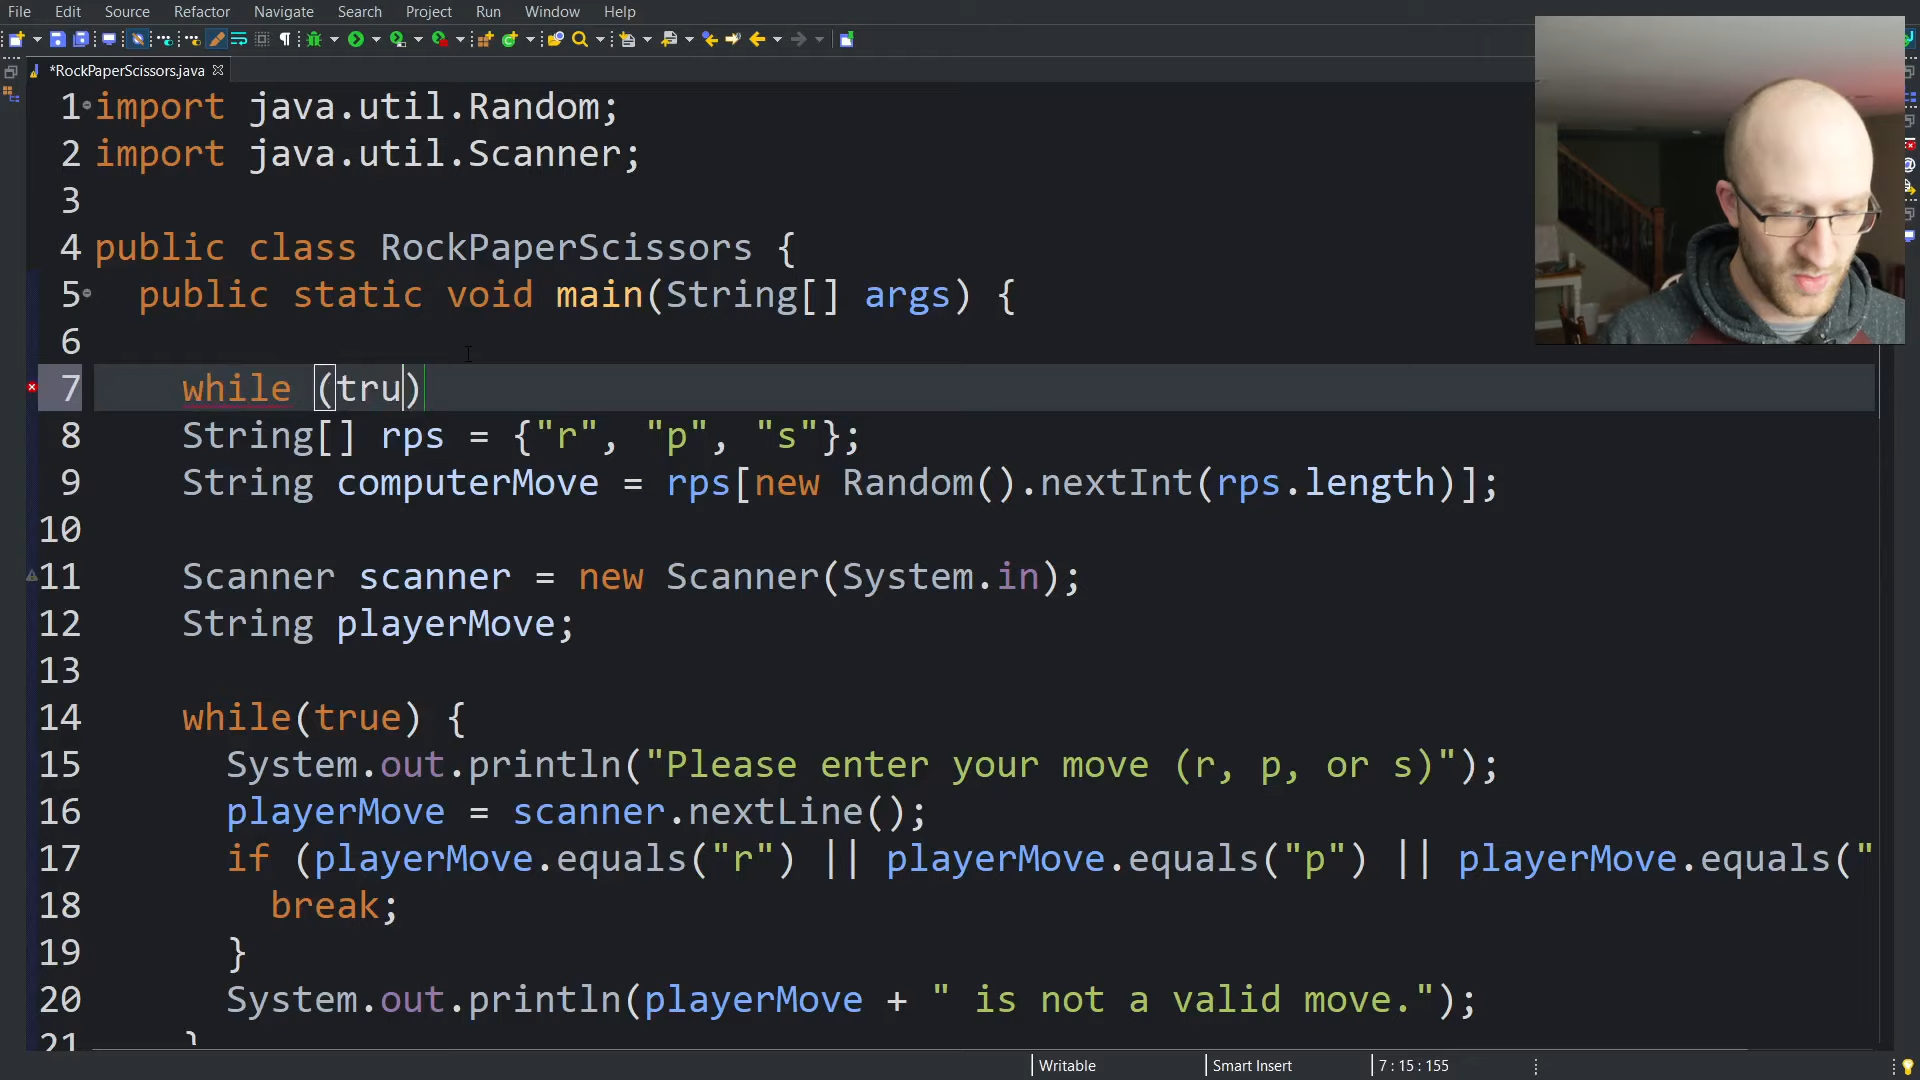 File Edit Source Refactor Navigate Search Project Run Window Help
*RockPaperScissors.java
1 import java.util.Random;
2 import java.util.Scanner;
3
4 public class RockPaperScissors {
5 public static void main(String[] args) {
6
7 while (tru)
8 String[] rps = {"r", "p", "s"};
9 String computerMove = rps[new Random().nextInt(rps.length)];
10
11 Scanner scanner = new Scanner(System.in);
12 String playerMove;
13
14 while(true) {
15 System.out.println("Please enter your move (r, p, or s)");
16 playerMove = scanner.nextLine();
17 if (playerMove.equals("r") || playerMove.equals("p") || playerMove.equals("
18 break;
19 }
20 System.out.println(playerMove + " is not a valid move.");
21 }
Writable Smart Insert 7 : 15 : 155